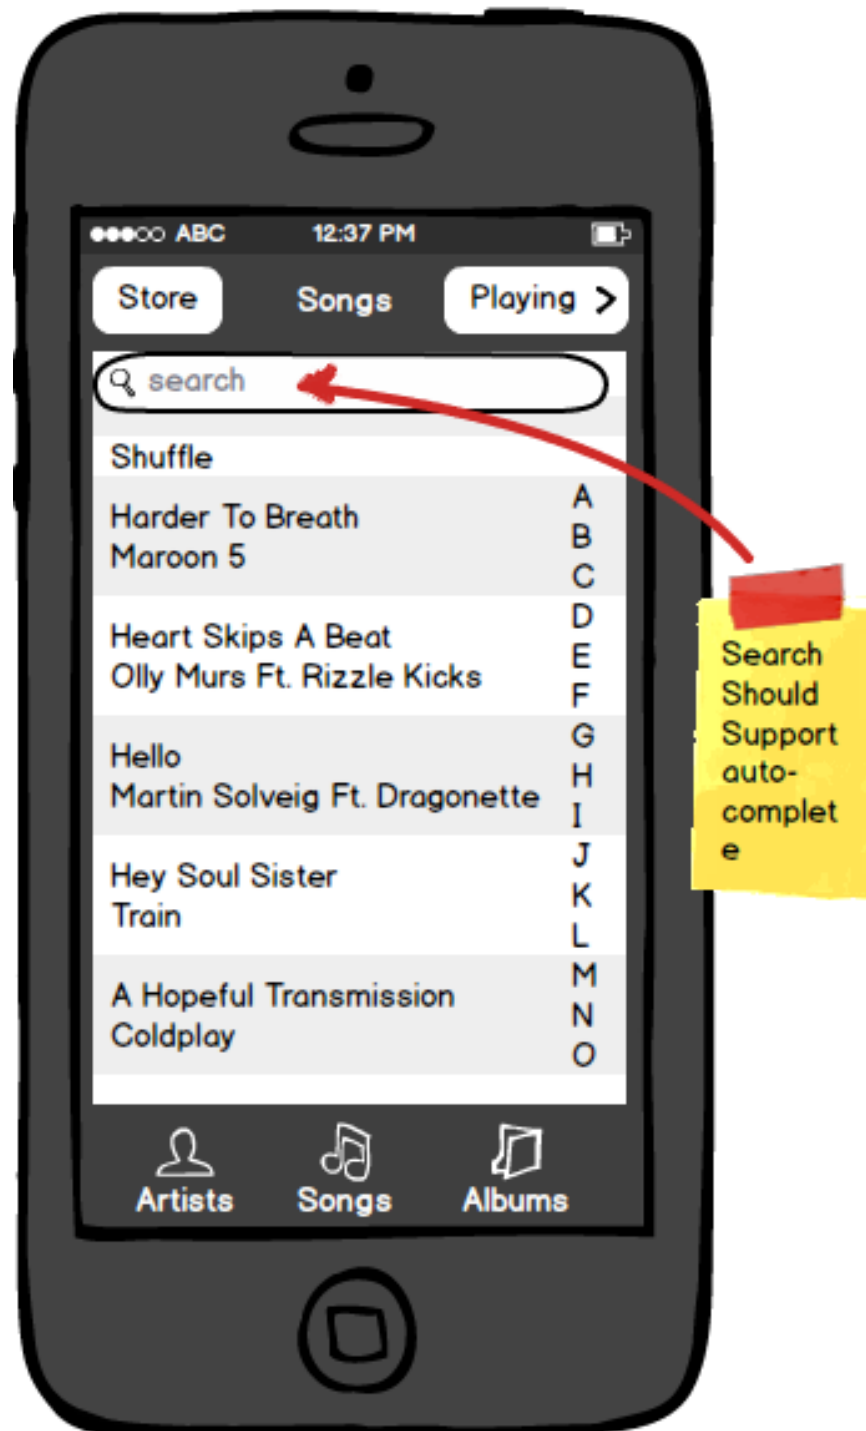 ABC 12:37 PM
Store Songs Playing >
search
Shuffle
Harder To Breath
Maroon 5
Heart Skips A Beat
Olly Murs Ft. Rizzle Kicks
Hello
Martin Solveig Ft. Dragonette
Hey Soul Sister
Train
A Hopeful Transmission
Coldplay
A
B
C
D
E
F
G
H
I
J
K
L
M
N
O
Artists Songs Albums
Search
Should
Support
auto-
complet
e